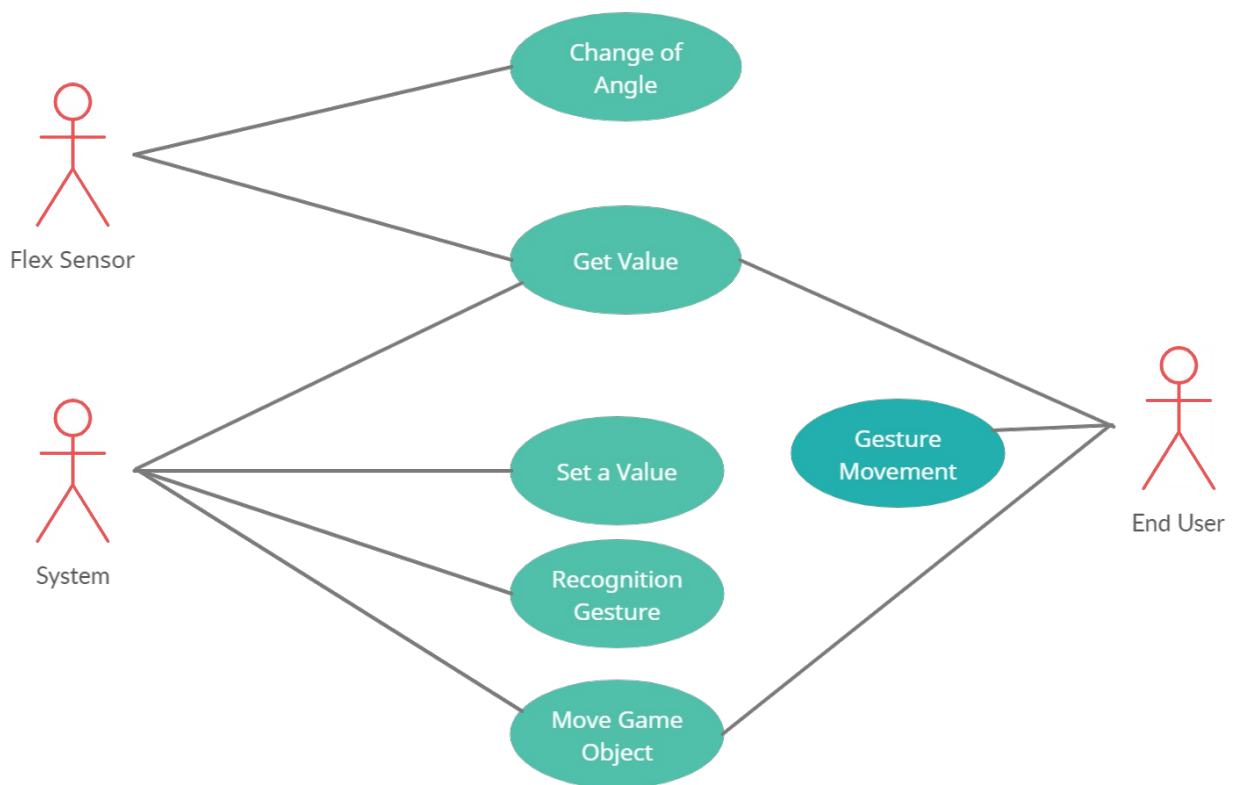 Change of
Angle
Flex Sensor
Get Value
Gesture
Movement
End User
Set a Value
System
Recognition
Gesture
Move Game
Object